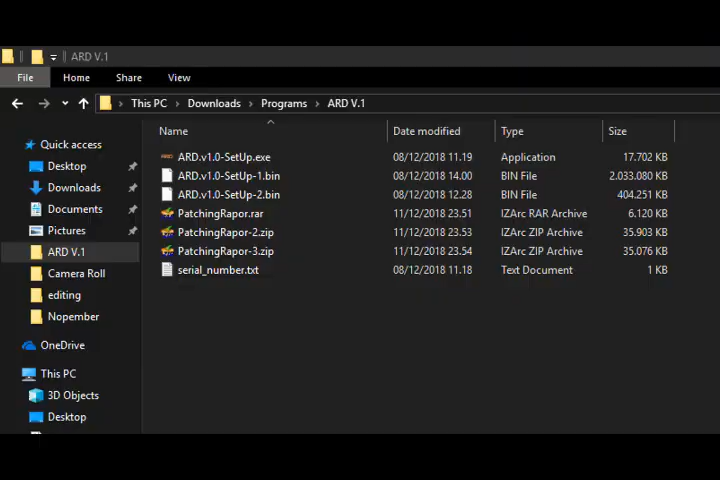 ARD V.1
File Home Share View
This PC Downloads Programs ARD V.1
Name Date modified Type Size
Quick access
Desktop
Downloads
Documents
Pictures
ARD V.1
Camera Roll
editing
Nopember
OneDrive
This PC
3D Objects
Desktop
ARD.v1.0-SetUp.exe 08/12/2018 11.19 Application 17.702 KB
ARD.v1.0-SetUp-1.bin 08/12/2018 14.00 BIN File 2.033.080 KB
ARD.v1.0-SetUp-2.bin 08/12/2018 12.28 BIN File 404.251 KB
PatchingRapor.rar 11/12/2018 23.51 IZArc RAR Archive 6.120 KB
PatchingRapor-2.zip 11/12/2018 23.53 IZArc ZIP Archive 35.903 KB
PatchingRapor-3.zip 11/12/2018 23.54 IZArc ZIP Archive 35.076 KB
serial_number.txt 08/12/2018 11.18 Text Document 1 KB